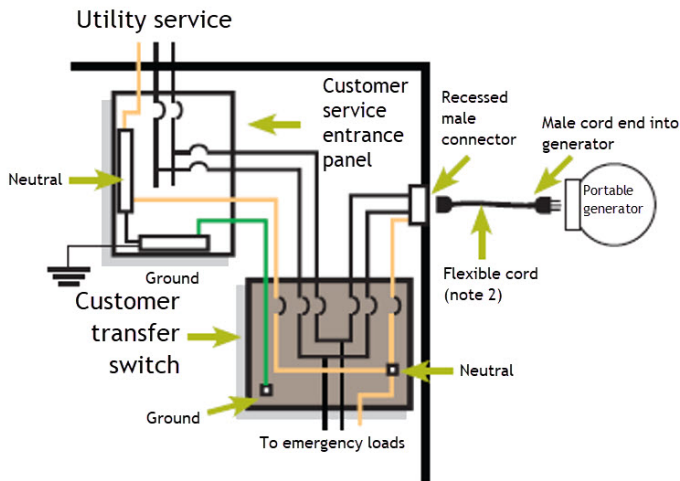 Utility service
Customer
service
entrance
panel
Recessed
male
connector
Male cord end into
generator
Neutral
Portable
generator
Ground
Flexible cord
(note 2)
Customer
transfer
switch
Neutral
Ground
To emergency loads